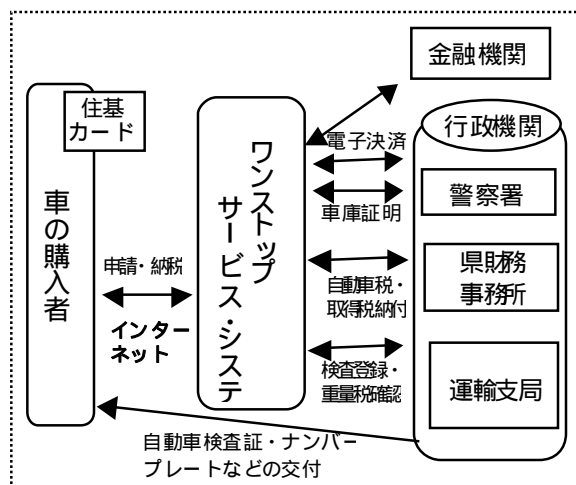 金融機関
住基
カード
行政機関
電子決済
ワンストップ
サービス・システ
車の購入者
警察署
車庫証明
申請・納税
県財務
事務所
自動車税・
取得税納付
インター
ネット
検査登録・
重量税確認
運輸支局
自動車検査証・ナンバー
プレートなどの交付